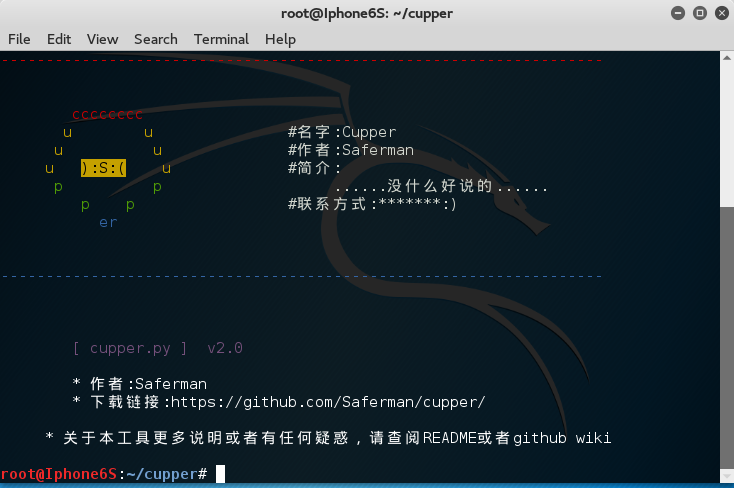 root@Iphone6S: ~/cupper
File Edit View Search Terminal Help
-------------------------------------------------------------------
cccccccc
u u #名字:Cupper
u u #作者:Saferman
u ):S:( u #简介:
p p ......没什么好说的......
p p #联系方式:*******:)
er
-------------------------------------------------------------------
[ cupper.py ] v2.0
* 作者:Saferman
* 下载链接:https://github.com/Saferman/cupper/
* 关于本工具更多说明或者有任何疑惑，请查阅README或者github wiki
root@Iphone6S:~/cupper#